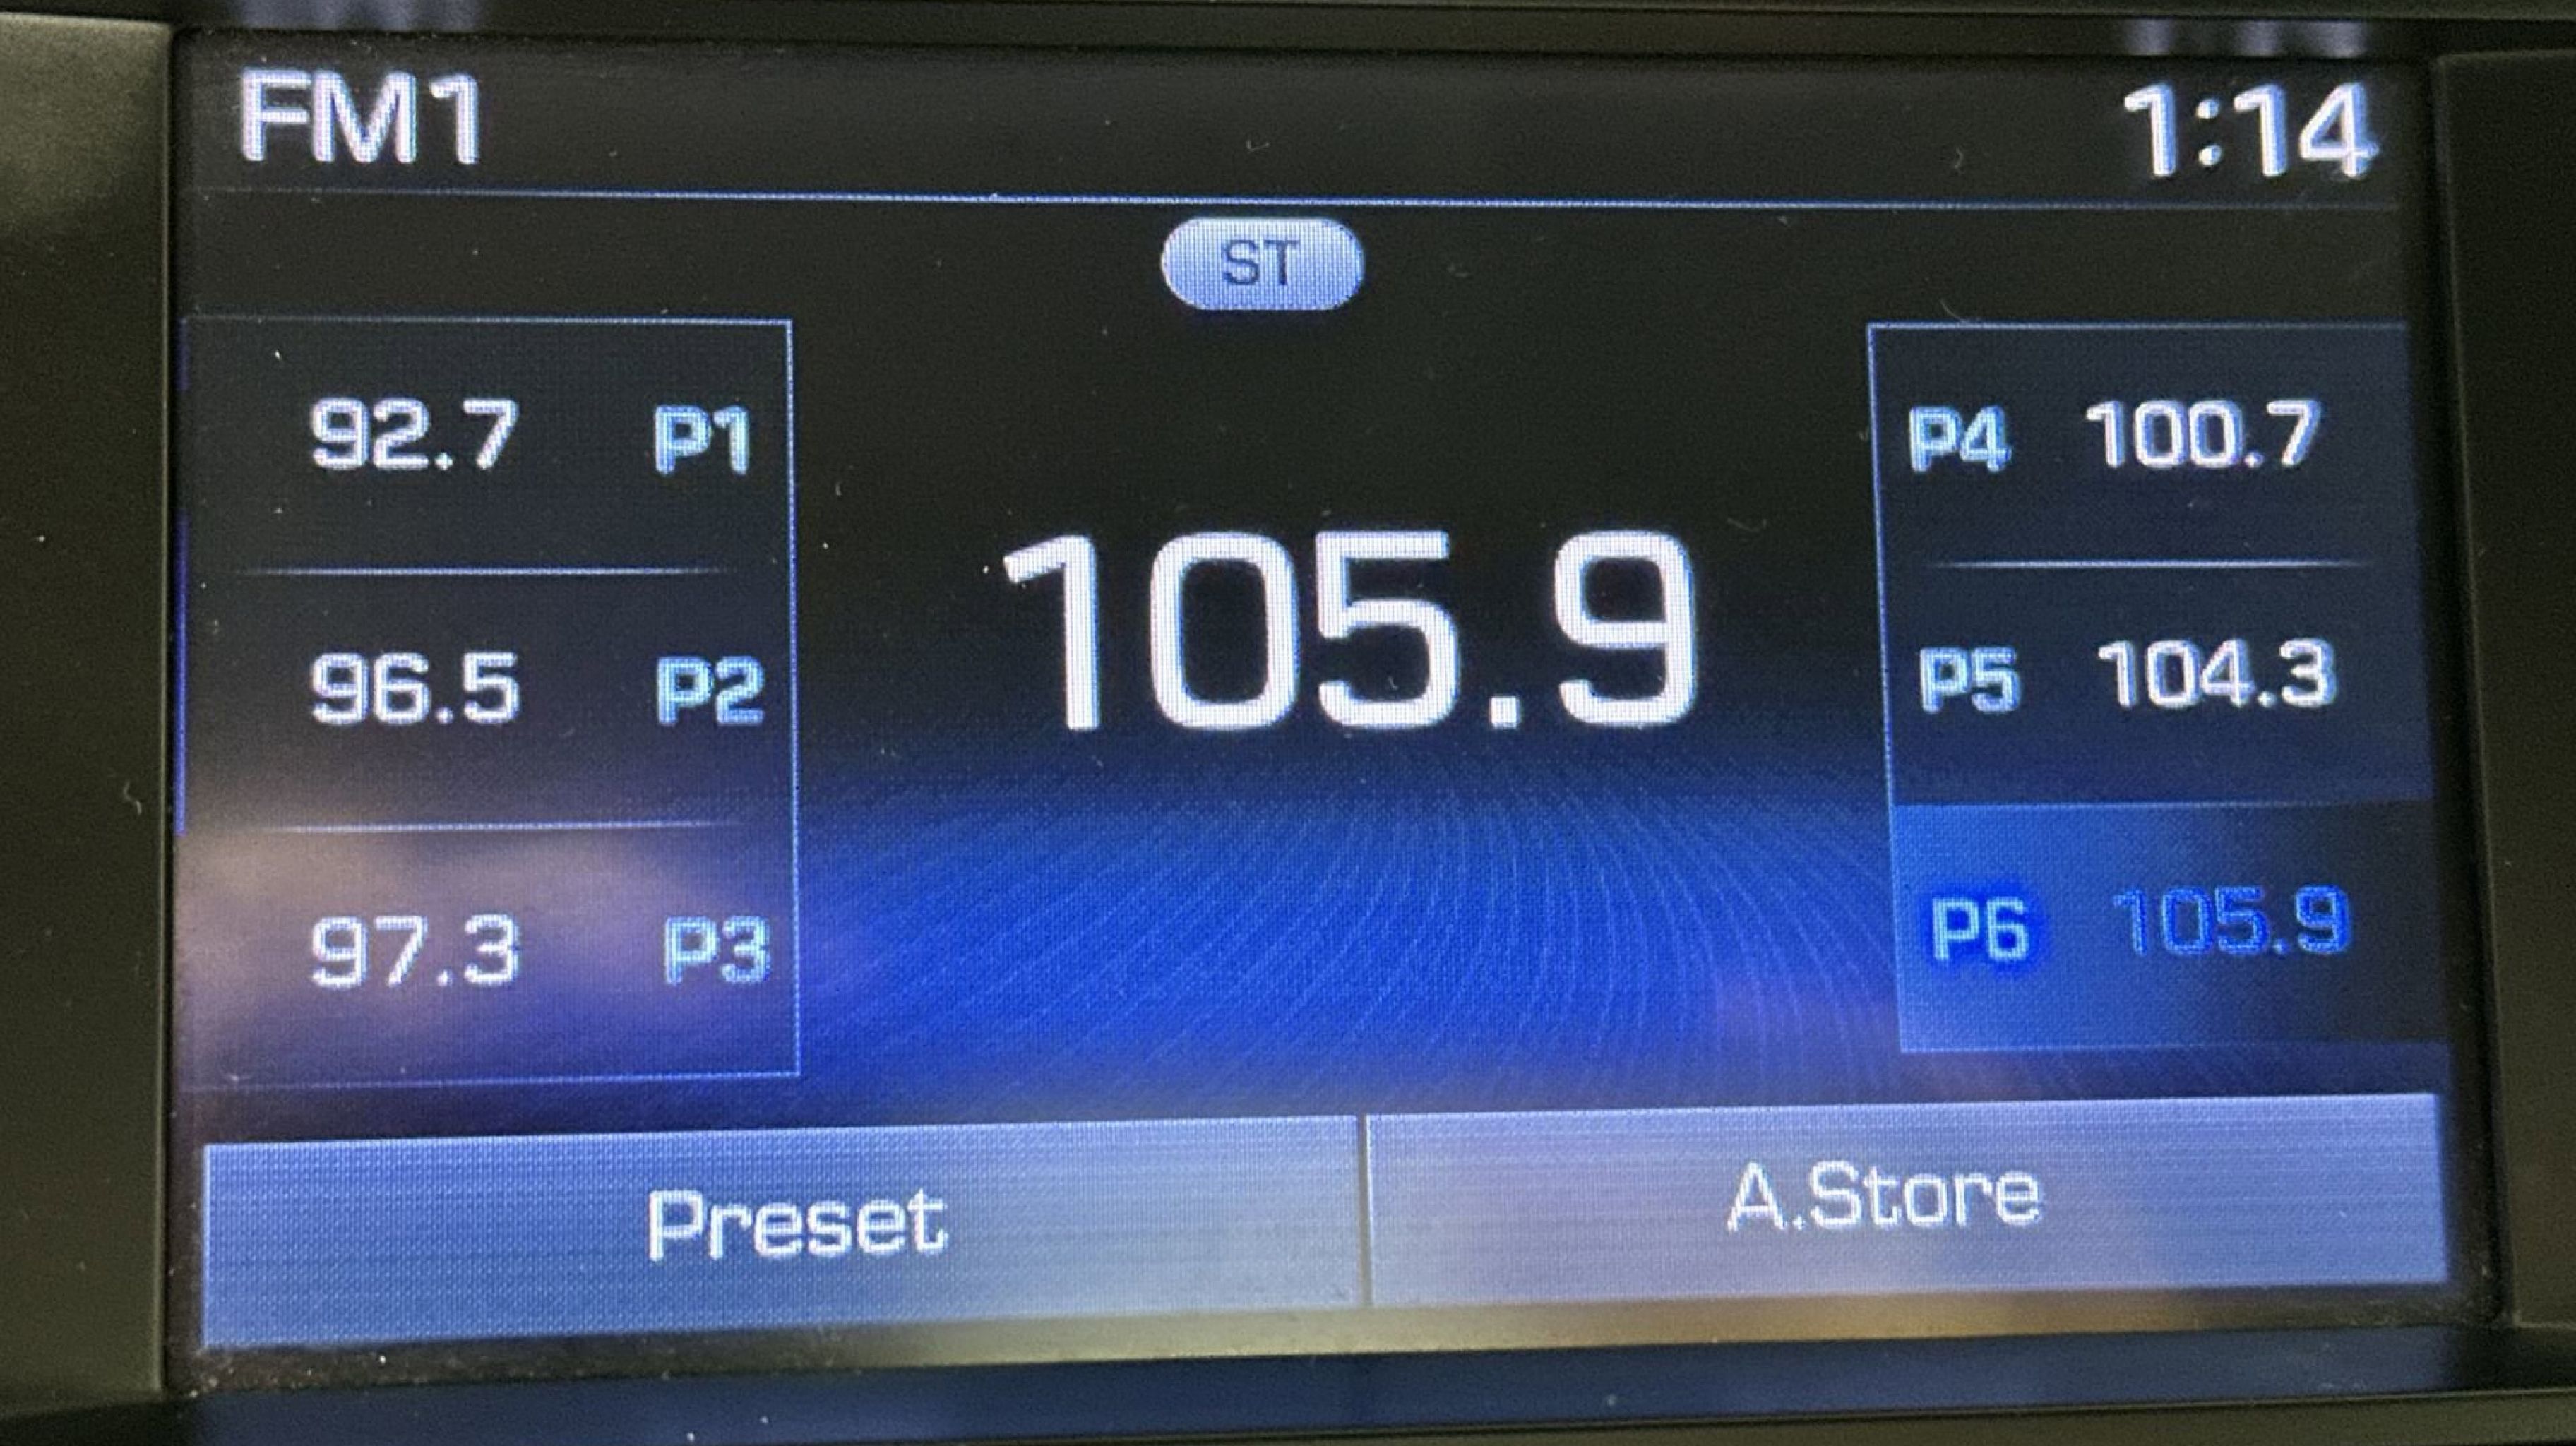 FM1 1:14
ST
92.7 P1
96.5 P2
97.3 P3
105.9
P4 100.7
P5 104.3
P6 105.9
Preset A.Store